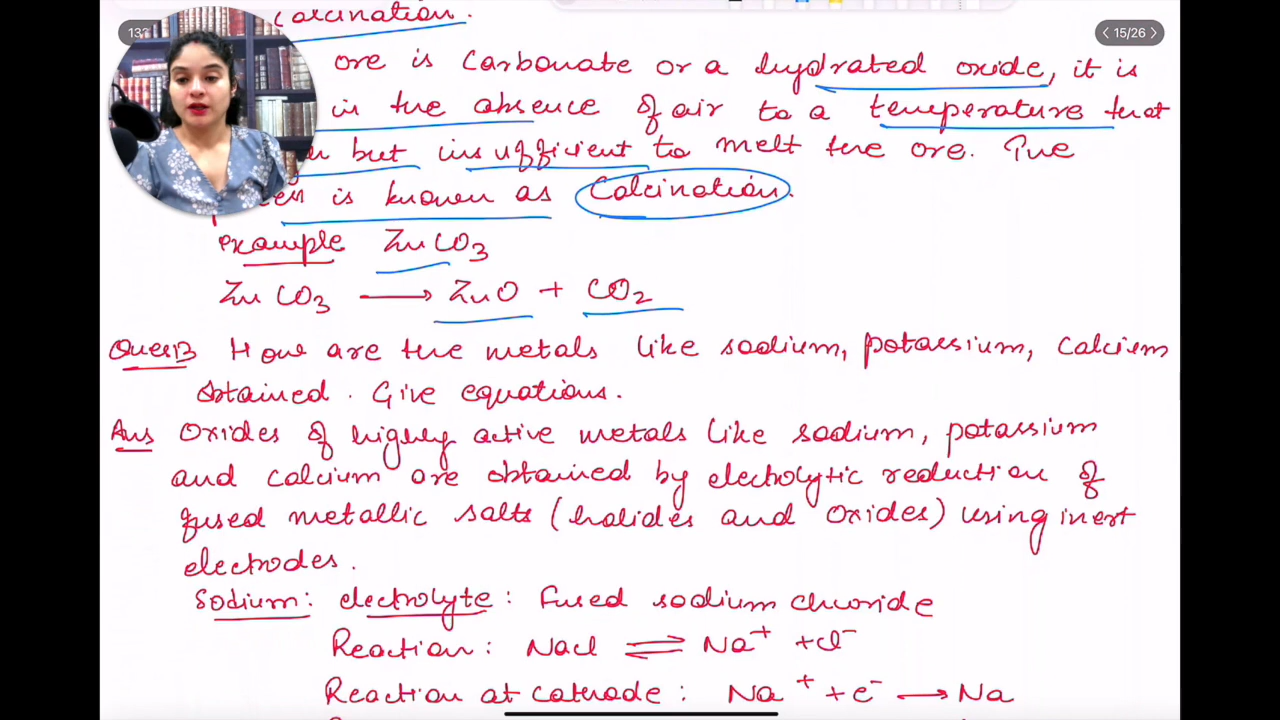 Calcination.
15/26
ore is Carbonate or a hydrated oxide, it is
in the absence of air to a temperature that
but insufficient to melt the ore. The
is known as Calcination.
example ZnCO3
ZnCO3 → ZnO + CO2
Ques13 How are the metals like sodium, potassium, calcium
obtained. Give equations.
Ans Oxides of highly active metals like sodium, potassium
and calcium are obtained by electrolytic reduction of
fused metallic salts (halides and oxides) using inert
electrodes.
Sodium: electrolyte: Fused sodium chloride
Reaction: NaCl ⇌ Na+ + Cl-
Reaction at cathode: Na+ + e- → Na